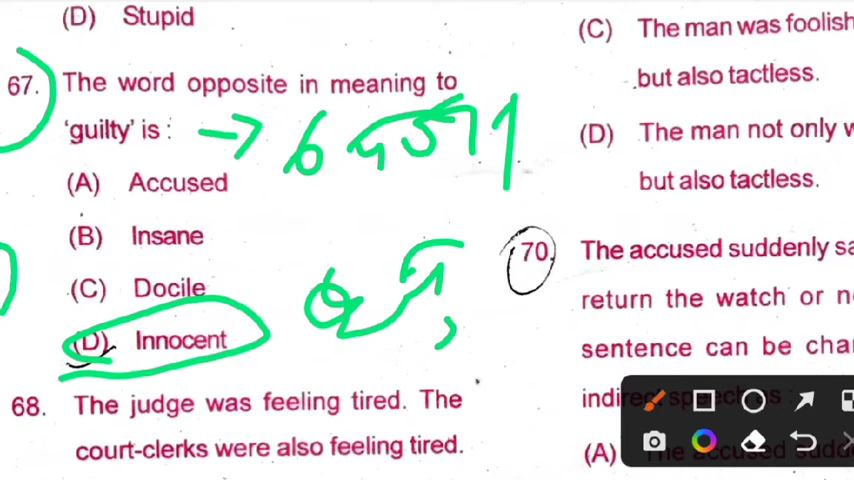 (D) Stupid
67. The word opposite in meaning to
'guilty' is :
(A) Accused
(B) Insane
(C) Docile
(D) Innocent
68. The judge was feeling tired. The
court-clerks were also feeling tired.
(C) The man was foolish
but also tactless.
(D) The man not only w
but also tactless.
70. The accused suddenly sa
return the watch or n
sentence can be cha
indirect speech as :
(A) The accused sudd